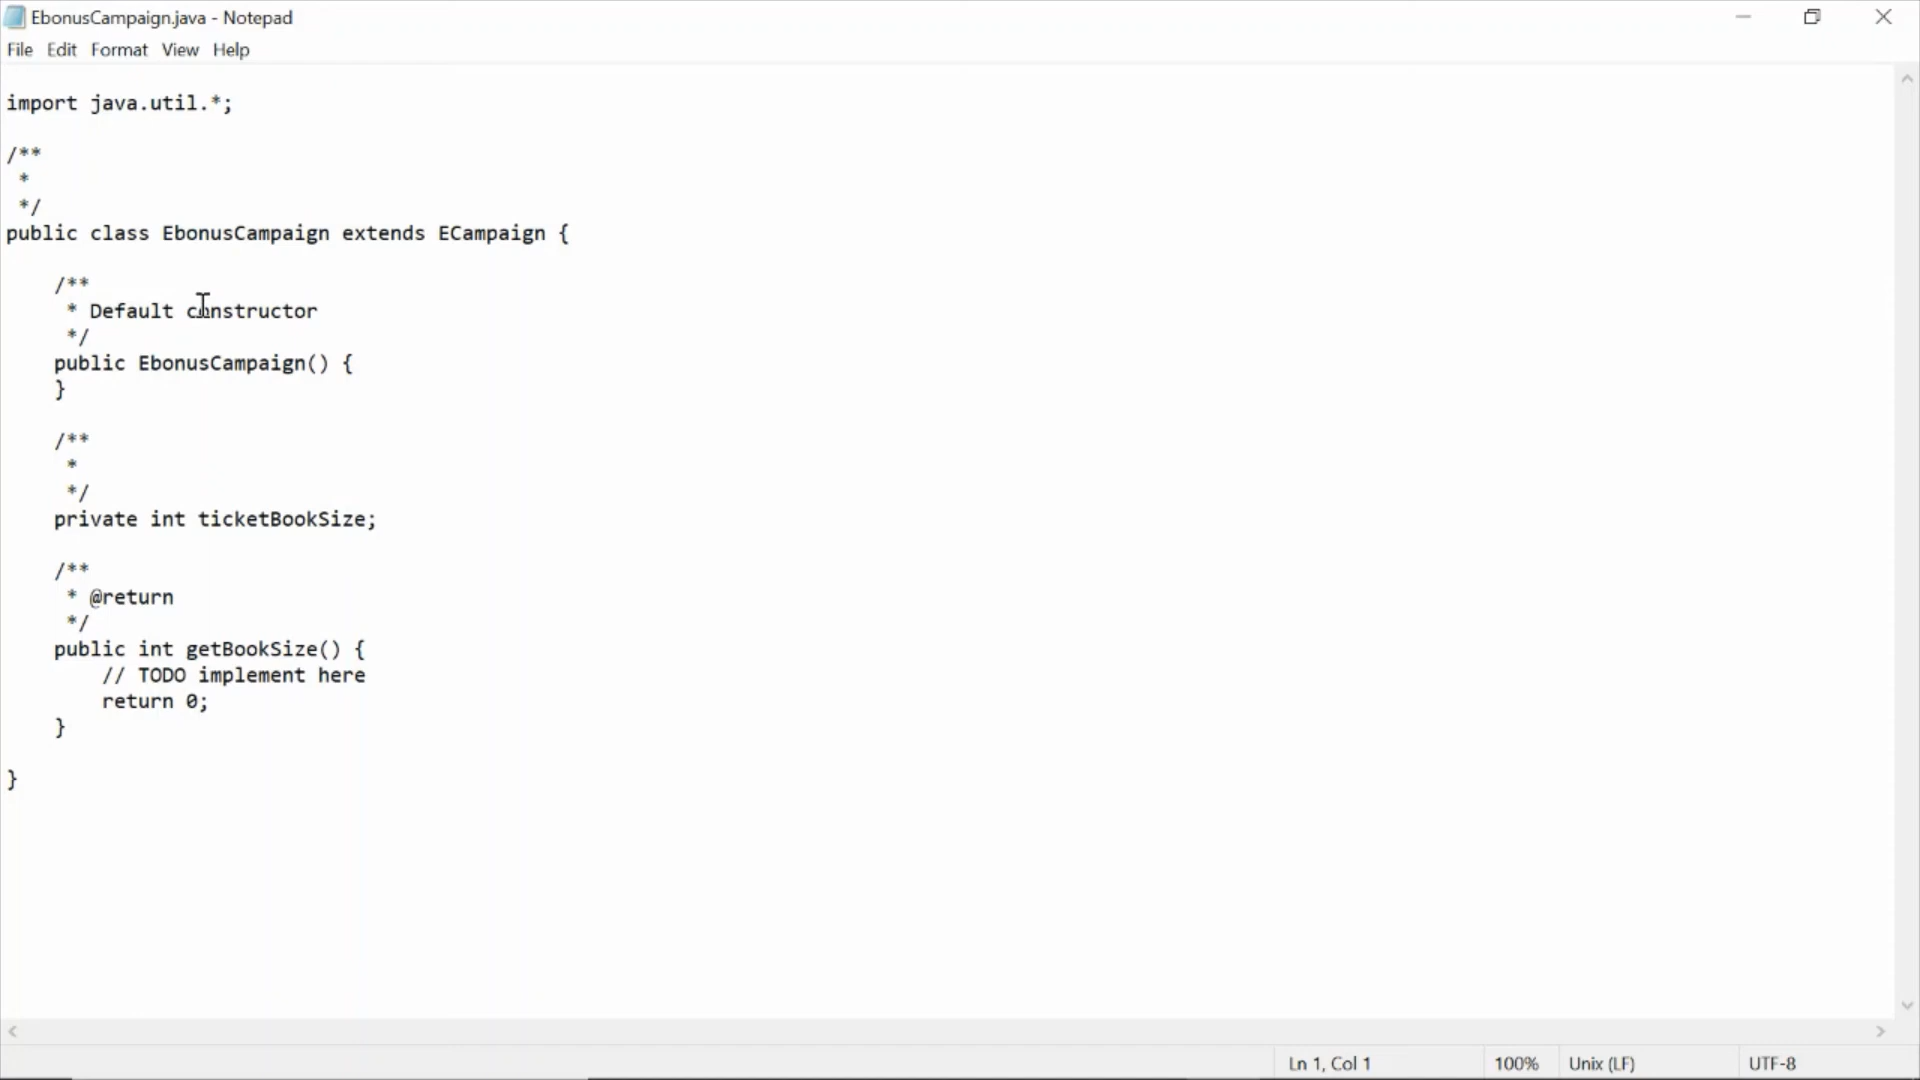 EbonusCampaign.java - Notepad
File Edit Format View Help
import java.util.*;
/**
 *
 */
public class EbonusCampaign extends ECampaign {
    /**
     * Default constructor
     */
    public EbonusCampaign() {
    }
    /**
     *
     */
    private int ticketBookSize;
    /**
     * @return
     */
    public int getBookSize() {
        // TODO implement here
        return 0;
    }
}
Ln 1, Col 1 100% Unix (LF) UTF-8